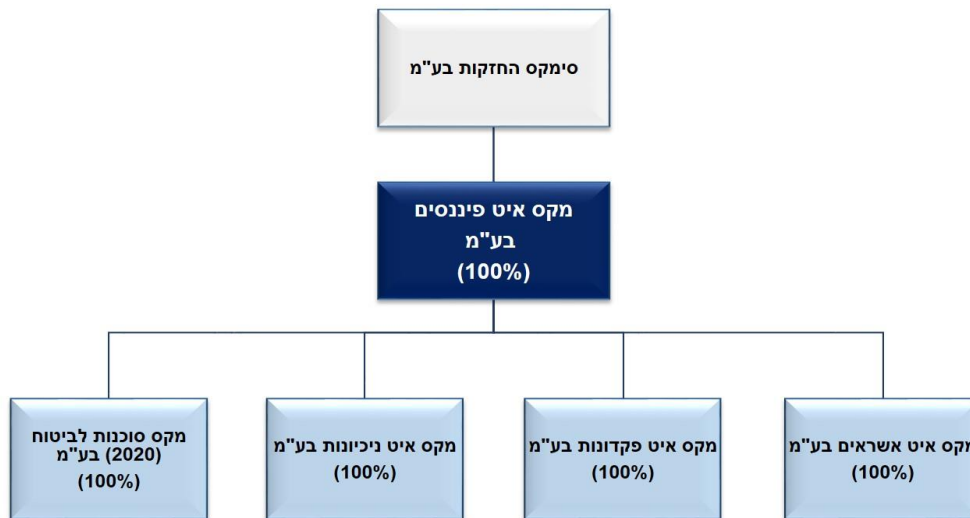 סימקס החזקות בע"מ
מקס איט פיננסים
בע"מ
(100%)
מקס איט אשראים בע"מ
(100%)
מקס איט פקדונות בע"מ
(100%)
מקס איט ניכיונות בע"מ
(100%)
מקס סוכנות לביטוח
(2020) בע"מ
(100%)